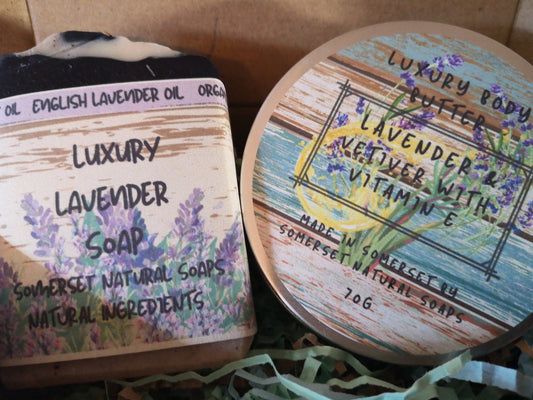 OIL ENGLISH LAVENDER OIL ORGA
LUXURY
LAVENDER
SOAP
SOMERSET NATURAL SOAPS
NATURAL INGREDIENTS
LUXURY BODY
BUTTER
LAVENDER &
VETIVER WITH
VITAMIN E
MADE IN SOMERSET BY
SOMERSET NATURAL SOAPS
70G